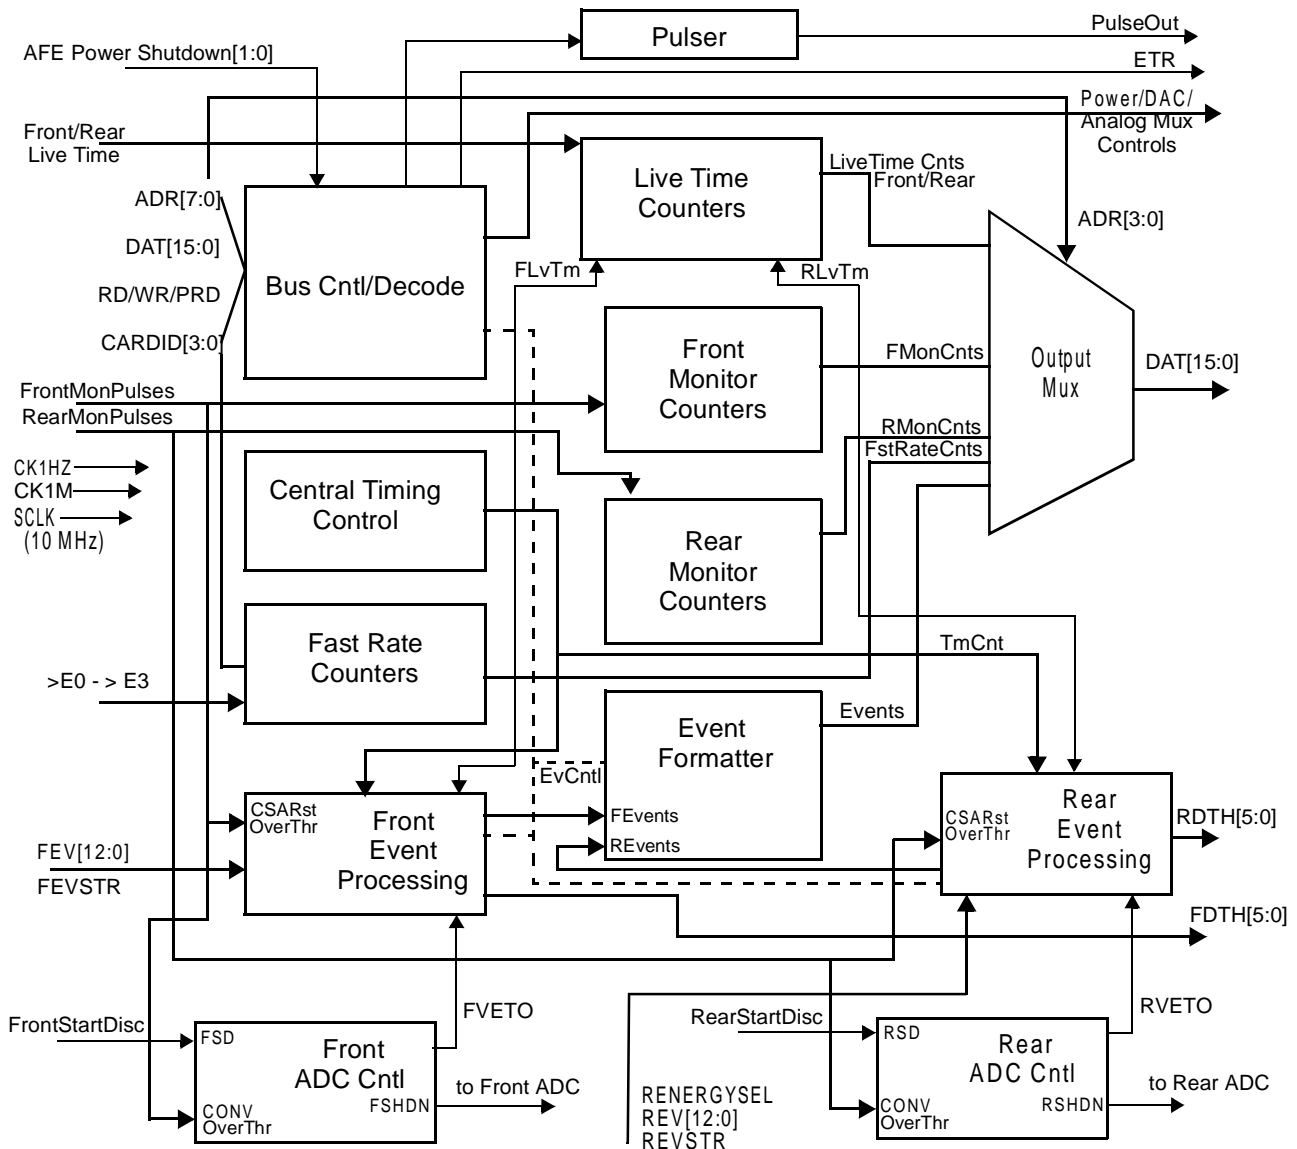 Pulser
PulseOut
AFE Power Shutdown[1:0]
ETR
Power/DAC/
Analog Mux
Controls
Front/Rear
Live Time
Live Time
Counters
LiveTime Cnts
Front/Rear
ADR[7:0]
DAT[15:0]
RD/WR/PRD
CARDID[3:0]
Bus Cntl/Decode
ADR[3:0]
FLvTm
RLvTm
Front
Monitor
Counters
FMonCnts
Output
Mux
DAT[15:0]
FrontMonPulses
RearMonPulses
RMonCnts
FstRateCnts
CK1HZ
CK1M
SCLK
(10 MHz)
Central Timing
Control
Rear
Monitor
Counters
Fast Rate
Counters
TmCnt
>E0 - > E3
Event
Formatter
Events
EvCntl
FEvents
REvents
CSARst
OverThr
Front
Event
Processing
CSARst
OverThr
Rear
Event
Processing
RDTH[5:0]
FEV[12:0]
FEVSTR
FDTH[5:0]
FVETO
RVETO
FrontStartDisc
FSD
Front
ADC Cntl
CONV
OverThr
FSHDN
to Front ADC
RearStartDisc
RSD
Rear
ADC Cntl
CONV
OverThr
RSHDN
to Rear ADC
RENERGYSEL
REV[12:0]
REVSTR